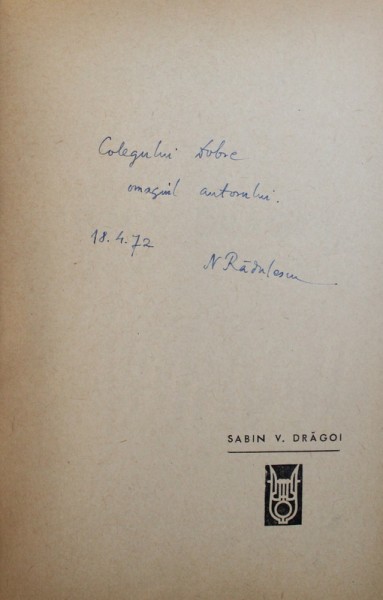 Colegului Dobre
omagiul autorului.
18.4.72
N Rădulescu
SABIN V. DRĂGOI